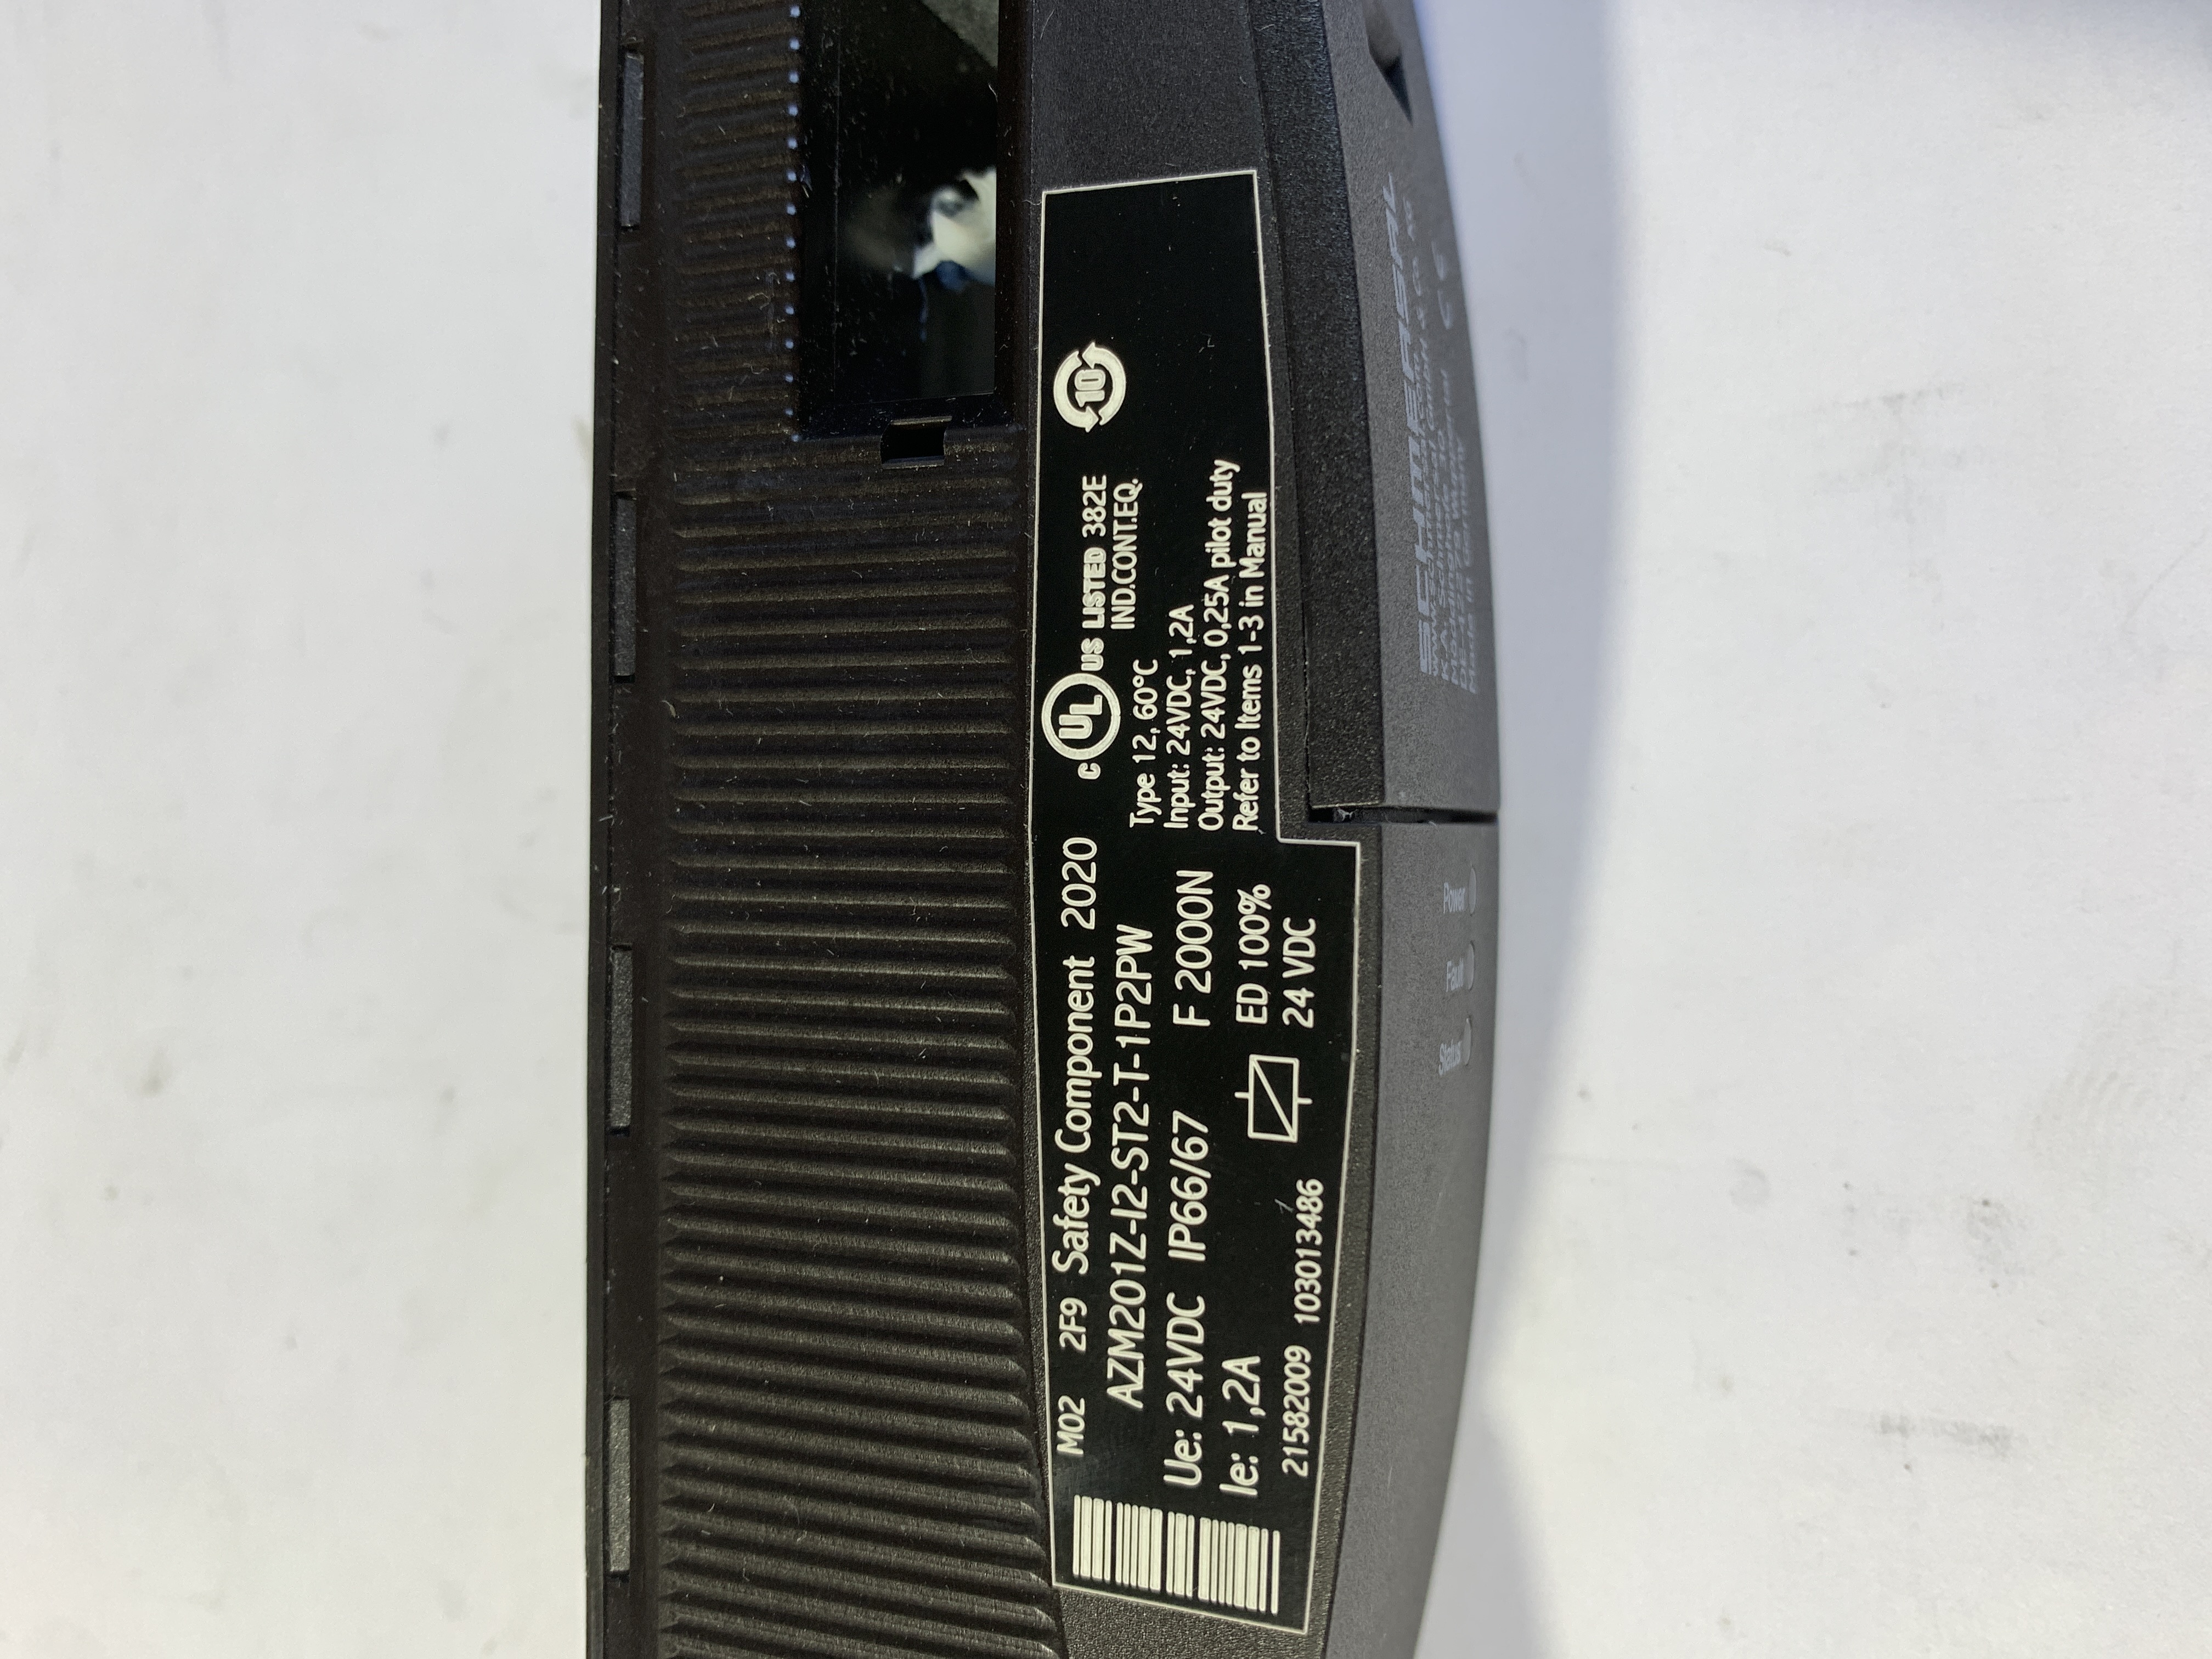 M02 2F9 Safety Component 2020
AZM201Z-I2-ST2-T-1P2PW
Ue: 24VDC IP66/67 F 2000N
Ie: 1,2A ED 100%
24 VDC
21582009 103013486
c UL US LISTED 382E
IND.CONT.EQ.
Type 12, 60°C
Input: 24VDC, 1,2A
Output: 24VDC, 0,25A pilot duty
Refer to Items 1-3 in Manual
10
SCHMERSAL
Status Fault Power